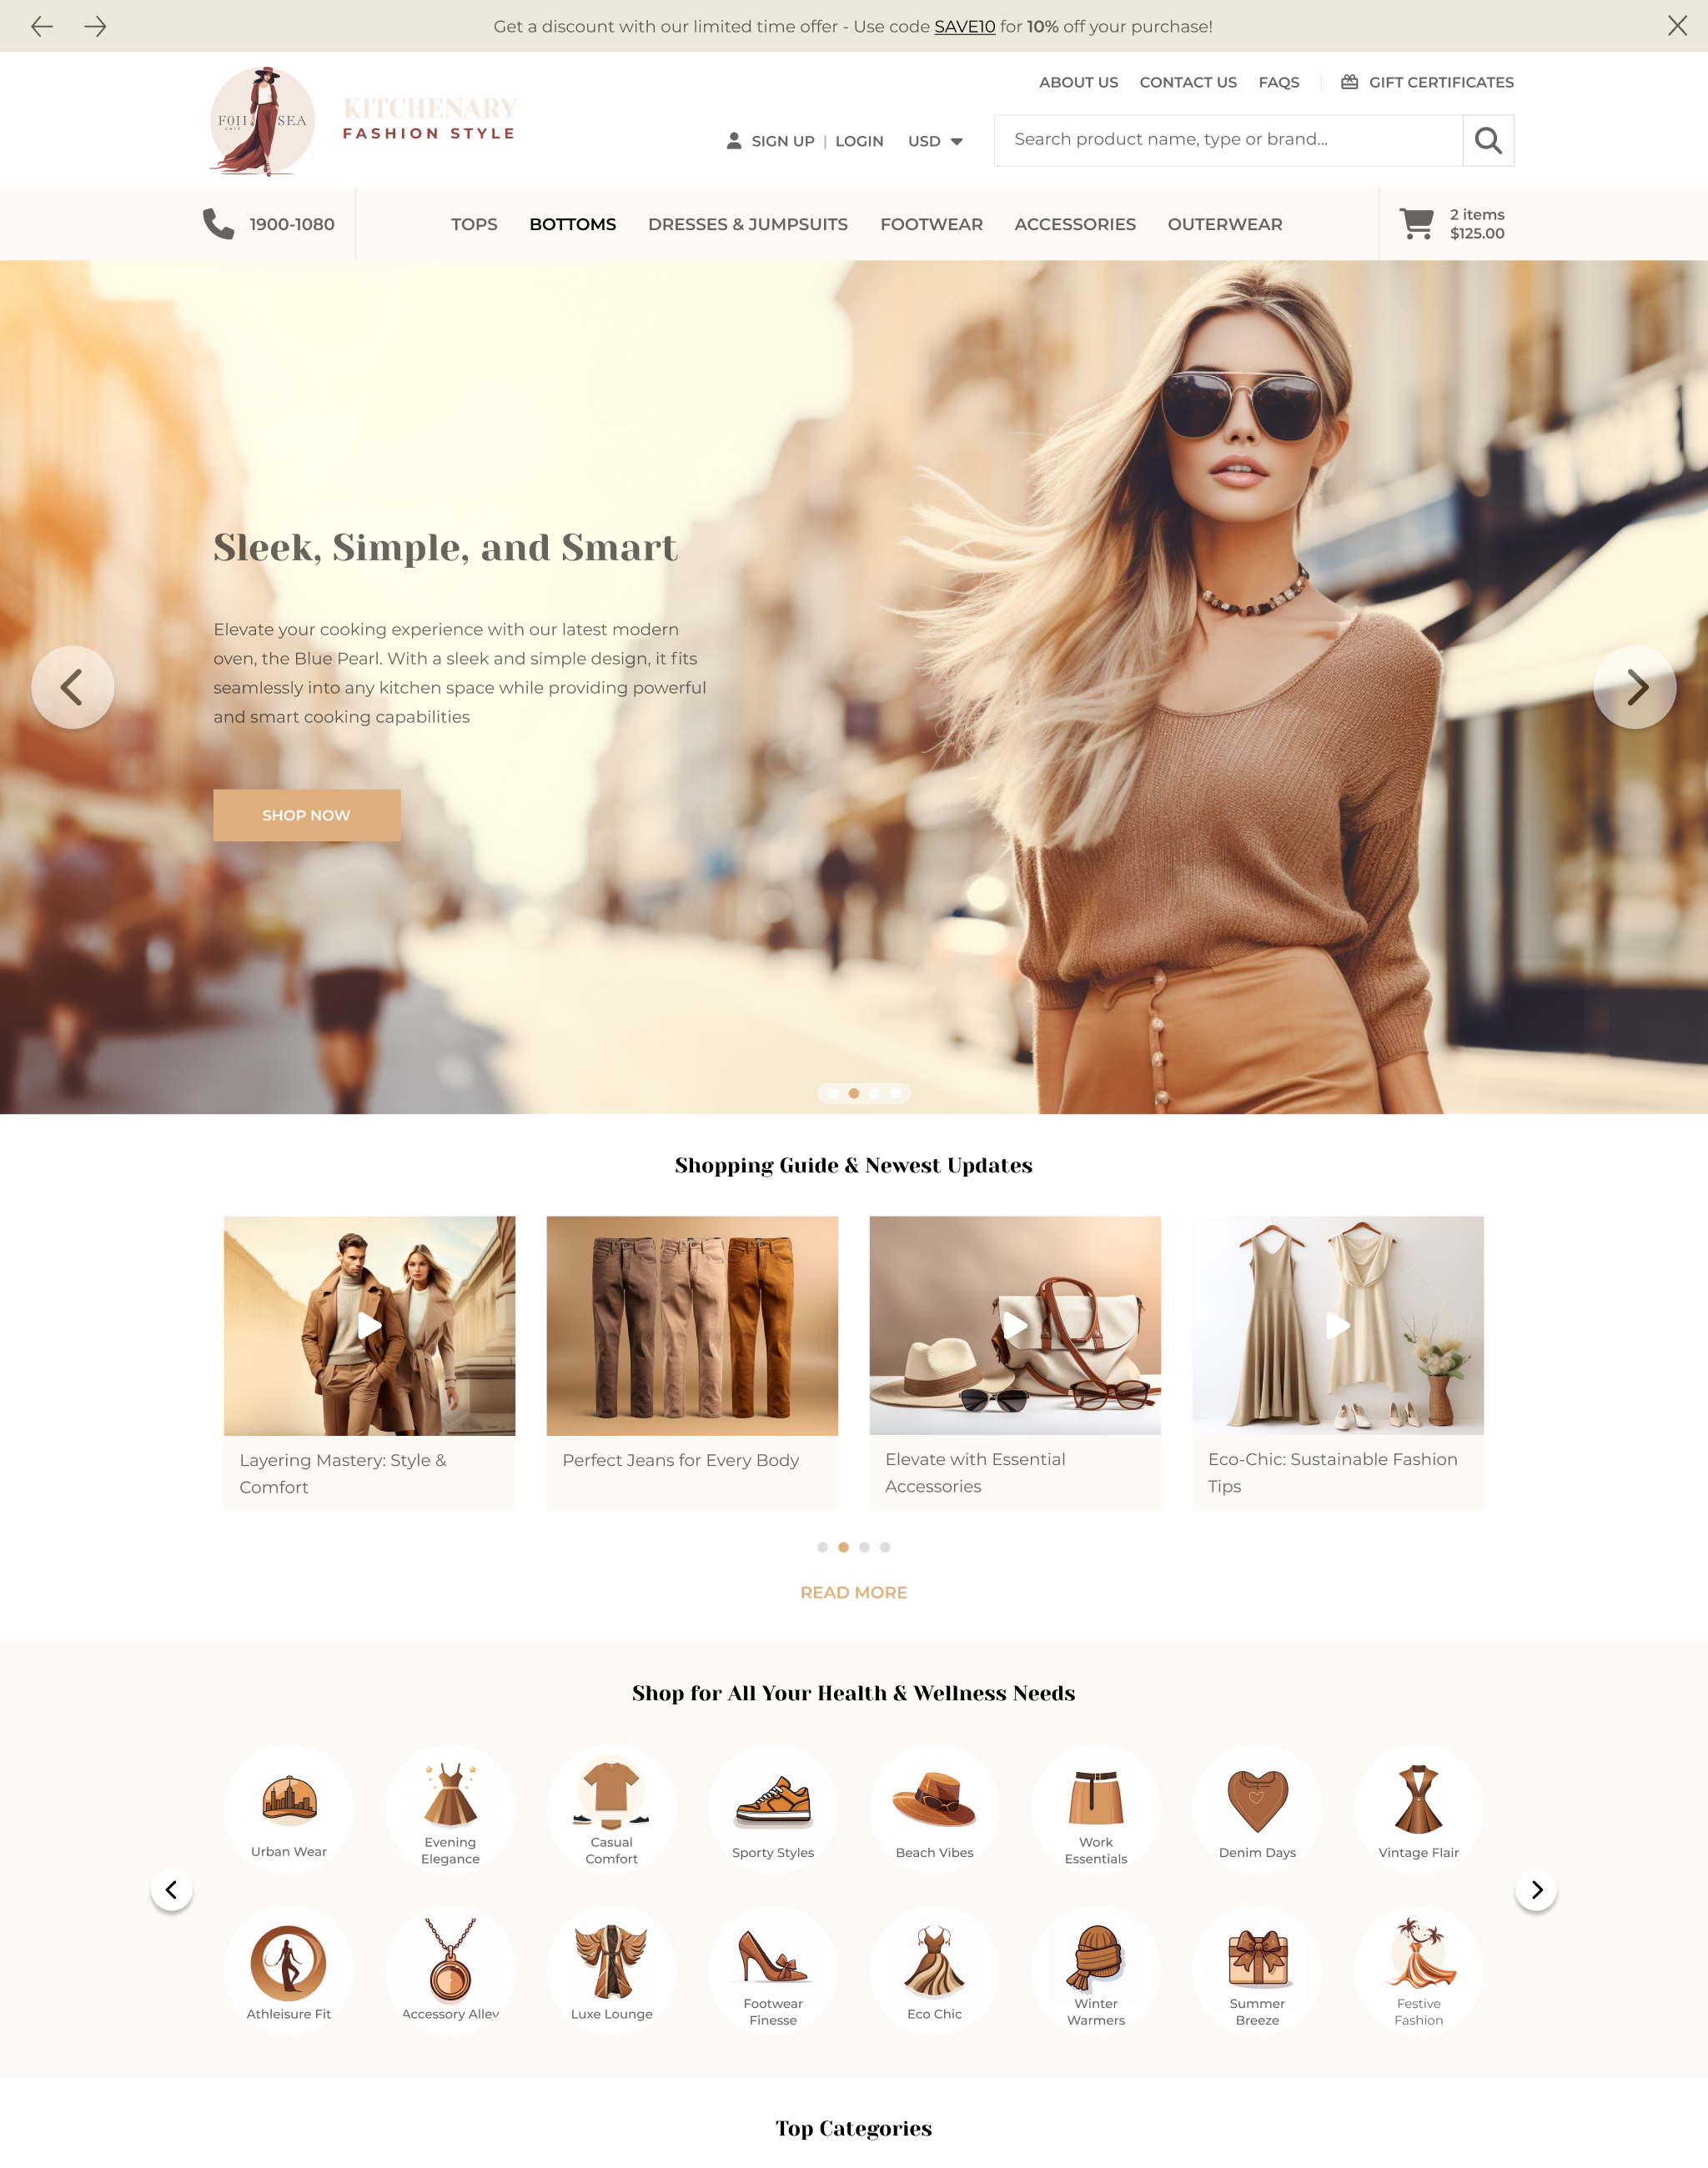 Get a discount with our limited time offer - Use code SAVE10 for 10% off your purchase!
FOII SEA
KITCHENARY
FASHION STYLE
ABOUT US CONTACT US FAQS GIFT CERTIFICATES
SIGN UP | LOGIN USD
Search product name, type or brand...
1900-1080
TOPS BOTTOMS DRESSES & JUMPSUITS FOOTWEAR ACCESSORIES OUTERWEAR
2 items
$125.00
Sleek, Simple, and Smart
Elevate your cooking experience with our latest modern
oven, the Blue Pearl. With a sleek and simple design, it fits
seamlessly into any kitchen space while providing powerful
and smart cooking capabilities
SHOP NOW
Shopping Guide & Newest Updates
Layering Mastery: Style &
Comfort
Perfect Jeans for Every Body
Elevate with Essential
Accessories
Eco-Chic: Sustainable Fashion
Tips
READ MORE
Shop for All Your Health & Wellness Needs
Urban Wear
Evening
Elegance
Casual
Comfort
Sporty Styles
Beach Vibes
Work
Essentials
Denim Days
Vintage Flair
Athleisure Fit
Accessory Alley
Luxe Lounge
Footwear
Finesse
Eco Chic
Winter
Warmers
Summer
Breeze
Festive
Fashion
Top Categories